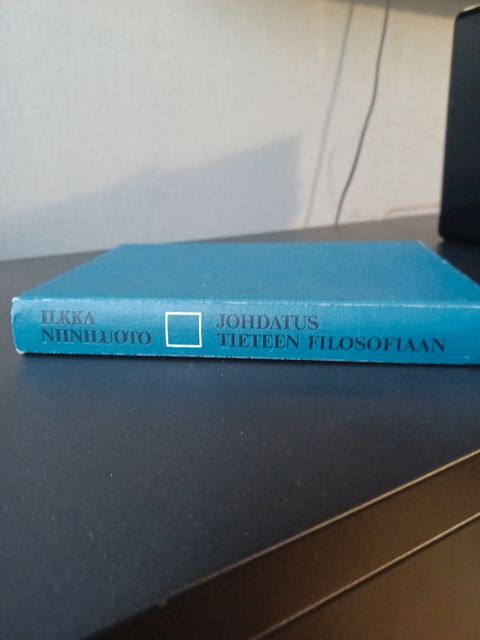 ILKKA
NIINILUOTO
JOHDATUS
TIETEEN FILOSOFIAAN